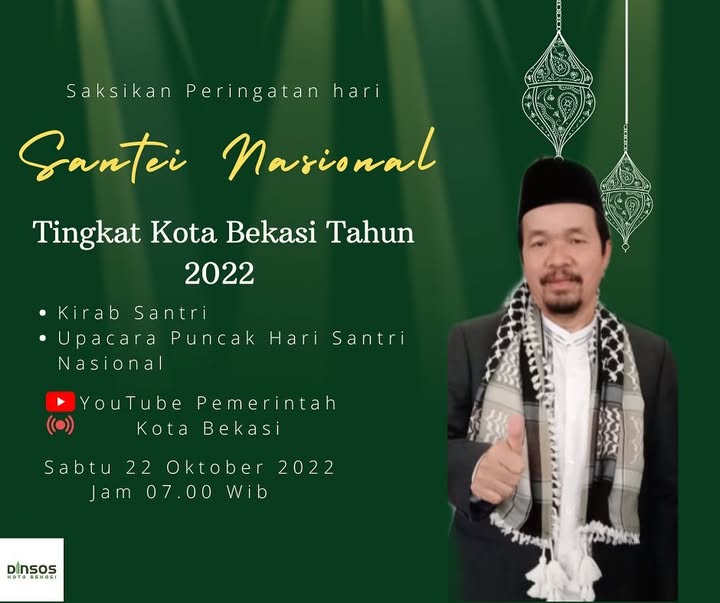 Saksikan Peringatan hari
Santri Nasional
Tingkat Kota Bekasi Tahun
2022
• Kirab Santri
• Upacara Puncak Hari Santri
Nasional
YouTube Pemerintah
Kota Bekasi
Sabtu 22 Oktober 2022
Jam 07.00 Wib
DINSOS
KOTA BEKASI